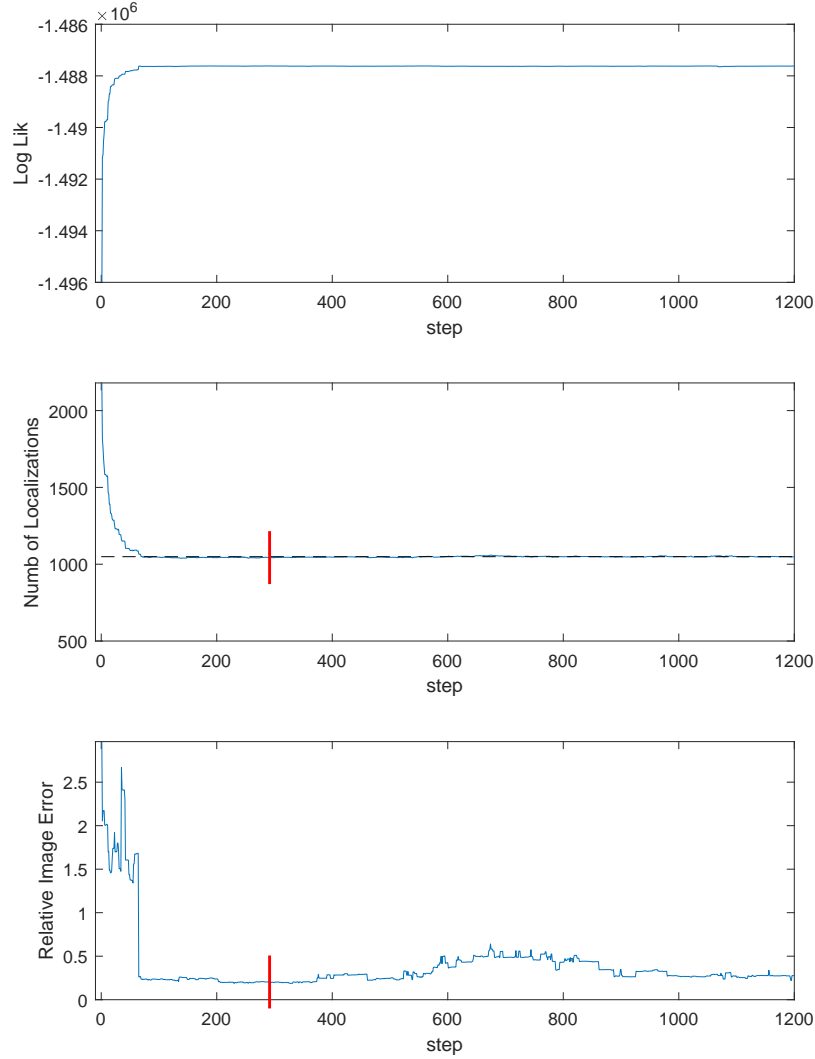 ×10^6
-1.486
-1.488
-1.49
-1.492
-1.494
-1.496
Log Lik
0 200 400 600 800 1000 1200
step
2000
1500
1000
500
Numb of Localizations
0 200 400 600 800 1000 1200
step
2.5
2
1.5
1
0.5
0
Relative Image Error
0 200 400 600 800 1000 1200
step